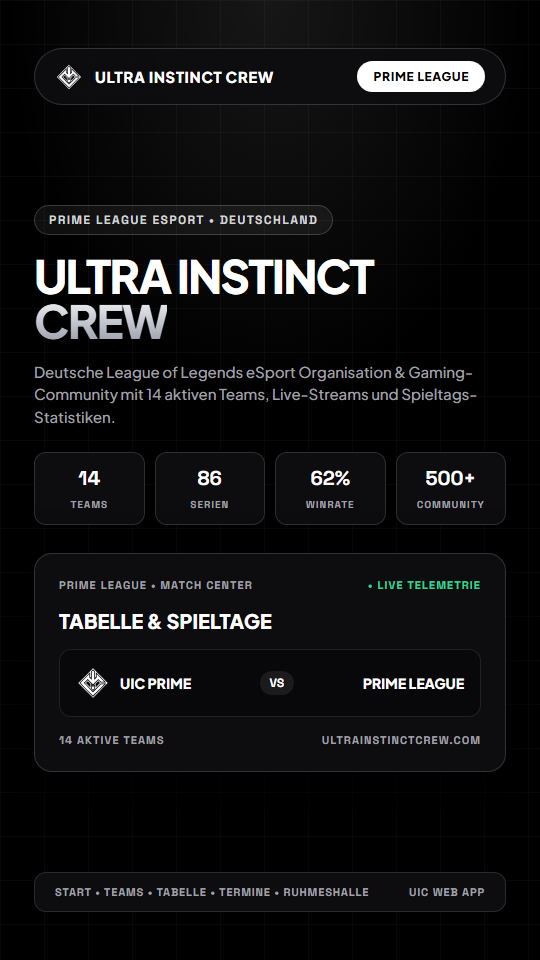 ULTRA INSTINCT CREW
PRIME LEAGUE
PRIME LEAGUE ESPORT • DEUTSCHLAND
ULTRA INSTINCT
CREW
Deutsche League of Legends eSport Organisation & Gaming-
Community mit 14 aktiven Teams, Live-Streams und Spieltags-
Statistiken.
14
TEAMS
86
SERIEN
62%
WINRATE
500+
COMMUNITY
PRIME LEAGUE • MATCH CENTER
• LIVE TELEMETRIE
TABELLE & SPIELTAGE
UIC PRIME
VS
PRIME LEAGUE
14 AKTIVE TEAMS
ULTRAINSTINCTCREW.COM
START • TEAMS • TABELLE • TERMINE • RUHMESHALLE
UIC WEB APP